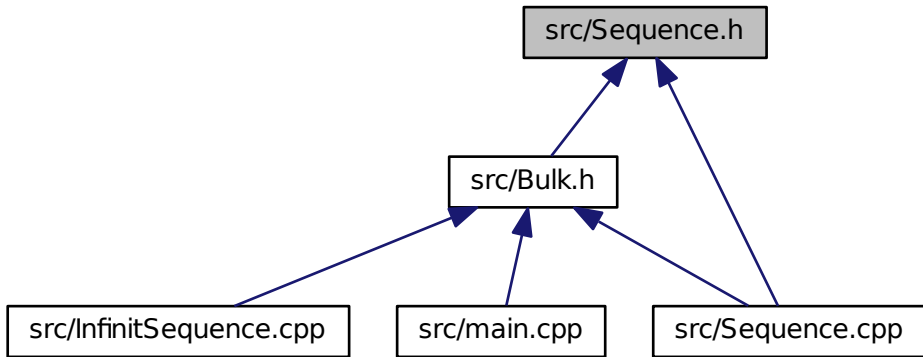 src/Sequence.h
src/Bulk.h
src/InfinitSequence.cpp
src/main.cpp
src/Sequence.cpp